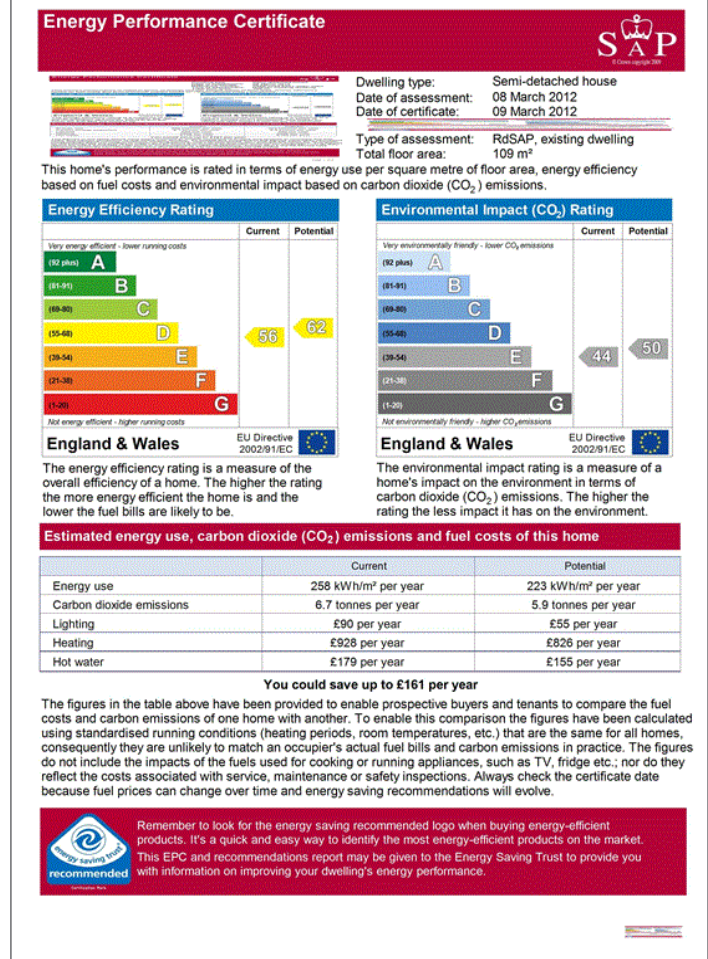 Energy Performance Certificate
SAP
© Crown copyright 2009
Dwelling type: Semi-detached house
Date of assessment: 08 March 2012
Date of certificate: 09 March 2012
Type of assessment: RdSAP, existing dwelling
Total floor area: 109 m²
This home's performance is rated in terms of energy use per square metre of floor area, energy efficiency
based on fuel costs and environmental impact based on carbon dioxide (CO2) emissions.
Energy Efficiency Rating
Current Potential
Very energy efficient - lower running costs
(92 plus) A
(81-91) B
(69-80) C
(55-68) D
56 62
(39-54) E
(21-38) F
(1-20) G
Not energy efficient - higher running costs
England & Wales
EU Directive
2002/91/EC
The energy efficiency rating is a measure of the
overall efficiency of a home. The higher the rating
the more energy efficient the home is and the
lower the fuel bills are likely to be.
Environmental Impact (CO2) Rating
Current Potential
Very environmentally friendly - lower CO2 emissions
(92 plus) A
(81-91) B
(69-80) C
(55-68) D
(39-54) E
44 50
(21-38) F
(1-20) G
Not environmentally friendly - higher CO2 emissions
England & Wales
EU Directive
2002/91/EC
The environmental impact rating is a measure of a
home's impact on the environment in terms of
carbon dioxide (CO2) emissions. The higher the
rating the less impact it has on the environment.
Estimated energy use, carbon dioxide (CO2) emissions and fuel costs of this home
Current Potential
Energy use 258 kWh/m² per year 223 kWh/m² per year
Carbon dioxide emissions 6.7 tonnes per year 5.9 tonnes per year
Lighting £90 per year £55 per year
Heating £928 per year £826 per year
Hot water £179 per year £155 per year
You could save up to £161 per year
The figures in the table above have been provided to enable prospective buyers and tenants to compare the fuel
costs and carbon emissions of one home with another. To enable this comparison the figures have been calculated
using standardised running conditions (heating periods, room temperatures, etc.) that are the same for all homes,
consequently they are unlikely to match an occupier's actual fuel bills and carbon emissions in practice. The figures
do not include the impacts of the fuels used for cooking or running appliances, such as TV, fridge etc.; nor do they
reflect the costs associated with service, maintenance or safety inspections. Always check the certificate date
because fuel prices can change over time and energy saving recommendations will evolve.
energy saving trust
recommended
Certification Mark
Remember to look for the energy saving recommended logo when buying energy-efficient
products. It's a quick and easy way to identify the most energy-efficient products on the market.
This EPC and recommendations report may be given to the Energy Saving Trust to provide you
with information on improving your dwelling's energy performance.